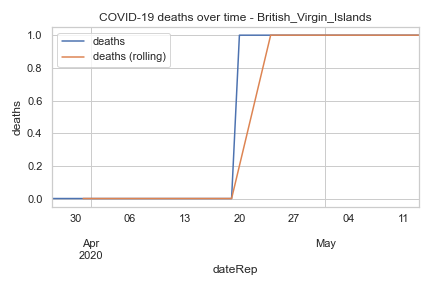 COVID-19 deaths over time - British_Virgin_Islands
deaths
deaths (rolling)
deaths
1.0
0.8
0.6
0.4
0.2
0.0
30 06 13 20 27 04 11
Apr May
2020
dateRep